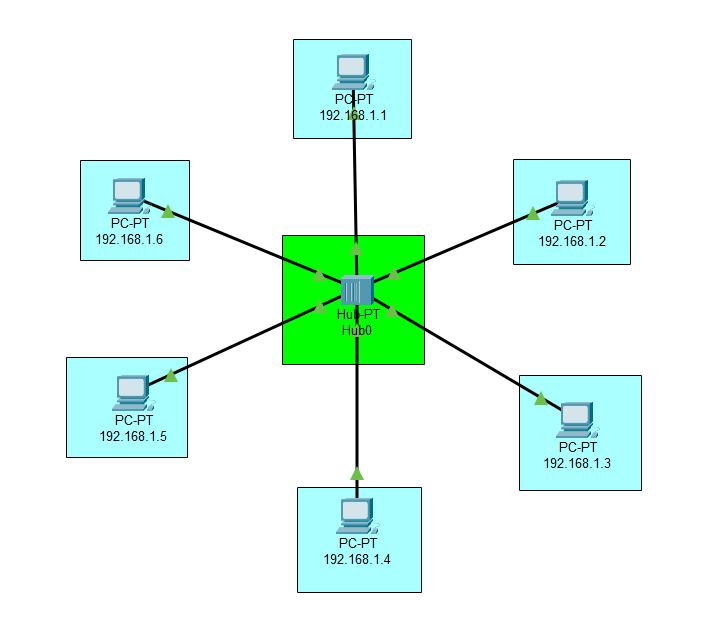 PC-PT
192.168.1.1
PC-PT
192.168.1.6
PC-PT
192.168.1.2
Hub-PT
Hub0
PC-PT
192.168.1.5
PC-PT
192.168.1.3
PC-PT
192.168.1.4